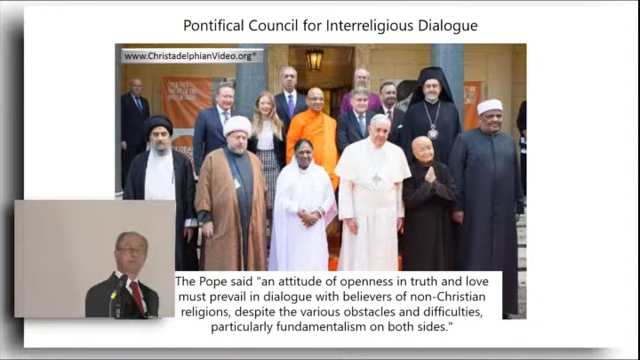 Pontifical Council for Interreligious Dialogue
www.ChristadelphianVideo.org®
The Pope said "an attitude of openness in truth and love
must prevail in dialogue with believers of non-Christian
religions, despite the various obstacles and difficulties,
particularly fundamentalism on both sides."